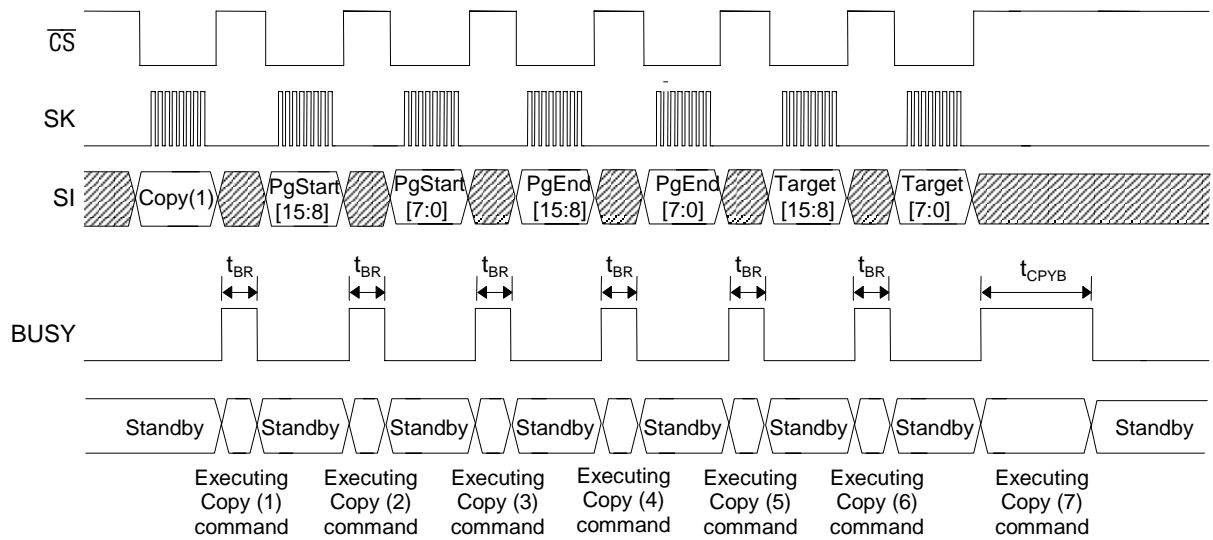 CS
SK
SI
Copy(1)
PgStart
[15:8]
PgStart
[7:0]
PgEnd
[15:8]
PgEnd
[7:0]
Target
[15:8]
Target
[7:0]
tBR
tBR
tBR
tBR
tBR
tBR
tCPYB
BUSY
Standby
Standby
Standby
Standby
Standby
Standby
Standby
Standby
Executing
Copy (1)
command
Executing
Copy (2)
command
Executing
Copy (3)
command
Executing
Copy (4)
command
Executing
Copy (5)
command
Executing
Copy (6)
command
Executing
Copy (7)
command